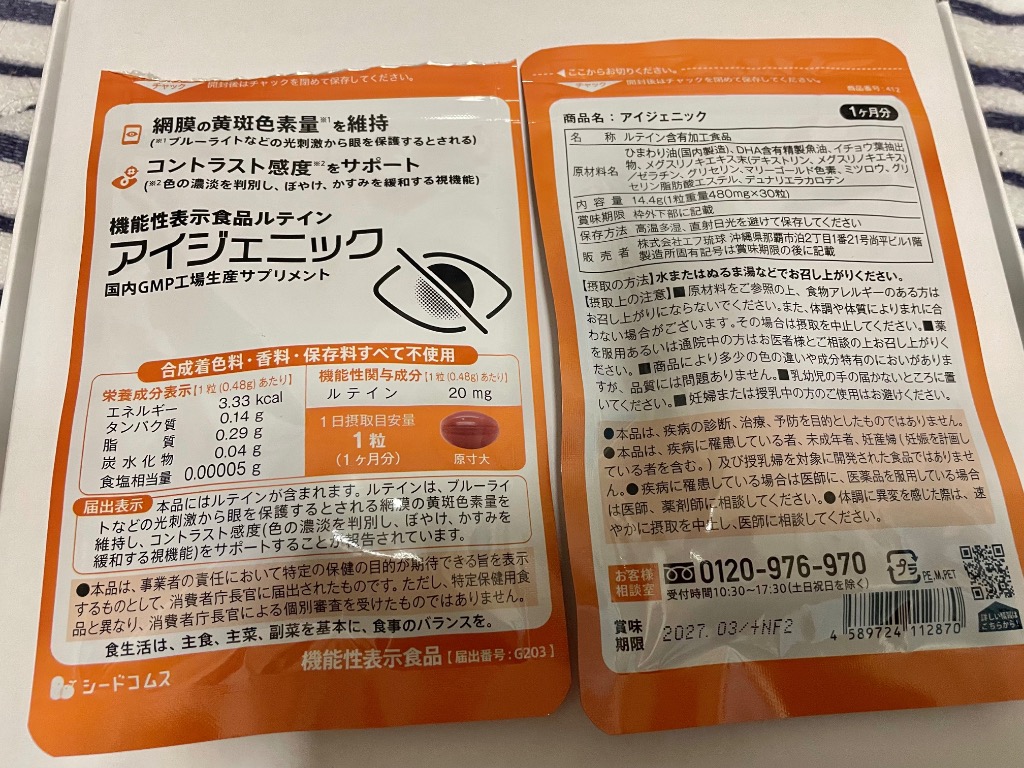 チャック 開封後はチャックを閉めて保存してください。
網膜の黄斑色素量※1を維持
(※1ブルーライトなどの光刺激から眼を保護するとされる)
コントラスト感度※2をサポート
(※2色の濃淡を判別し、ぼやけ、かすみを緩和する視機能)
機能性表示食品ルテイン
アイジェニック
国内GMP工場生産サプリメント
合成着色料・香料・保存料すべて不使用
栄養成分表示[1粒(0.48g)あたり]
エネルギー 3.33 kcal
タンパク質 0.14 g
脂質 0.29 g
炭水化物 0.04 g
食塩相当量 0.00005 g
機能性関与成分[1粒(0.48g)あたり]
ルテイン 20 mg
1日摂取目安量
1粒
(1ヶ月分)
原寸大
届出表示 本品にはルテインが含まれます。ルテインは、ブルーライ
トなどの光刺激から眼を保護するとされる網膜の黄斑色素量を
維持し、コントラスト感度(色の濃淡を判別し、ぼやけ、かすみを
緩和する視機能)をサポートすることが報告されています。
●本品は、事業者の責任において特定の保健の目的が期待できる旨を表示
するものとして、消費者庁長官に届出されたものです。ただし、特定保健用食
品と異なり、消費者庁長官による個別審査を受けたものではありません。
食生活は、主食、主菜、副菜を基本に、食事のバランスを。
機能性表示食品【届出番号:G203】
シードコムス
ここからお切りください。
チャック 開封後はチャックを閉めて保存してください。
商品番号:412
商品名:アイジェニック 1ヶ月分
名称 ルテイン含有加工食品
原材料名 ひまわり油(国内製造)、DHA含有精製魚油、イチョウ葉抽出
物、メグスリノキエキス末(デキストリン、メグスリノキエキス)
/ゼラチン、グリセリン、マリーゴールド色素、ミツロウ、グリ
セリン脂肪酸エステル、デュナリエラカロテン
内容量 14.4g(1粒重量480mg×30粒)
賞味期限 枠外下部に記載
保存方法 高温多湿、直射日光を避けて保存してください
販売者 株式会社エフ琉球 沖縄県那覇市泊2丁目1番21号尚平ビル1階
製造所固有記号は賞味期限の後に記載
【摂取の方法】水またはぬるま湯などでお召し上がりください。
【摂取上の注意】■原材料をご参照の上、食物アレルギーのある方は
お召し上がりにならないでください。また、体調や体質によりまれに合
わない場合がございます。その場合は摂取を中止してください。■薬
を服用あるいは通院中の方はお医者様とご相談の上お召し上がりく
ださい。■商品により多少の色の違いや成分特有のにおいがありま
すが、品質には問題ありません。■乳幼児の手の届かないところに置
いてください。■妊婦または授乳中の方のご使用はお避けください。
●本品は、疾病の診断、治療、予防を目的としたものではありません。
●本品は、疾病に罹患している者、未成年者、妊産婦(妊娠を計画し
ている者を含む。)及び授乳婦を対象に開発された食品ではありませ
ん。●疾病に罹患している場合は医師に、医薬品を服用している場合
は医師、薬剤師に相談してください。●体調に異変を感じた際は、速
やかに摂取を中止し、医師に相談してください。
お客様
相談室
0120-976-970
受付時間10:30~17:30(土日祝日を除く)
プラ PE.M,PET
賞味
期限
2027. 03/+NF2
4 589724 112870
詳しい情報は
こちらから!